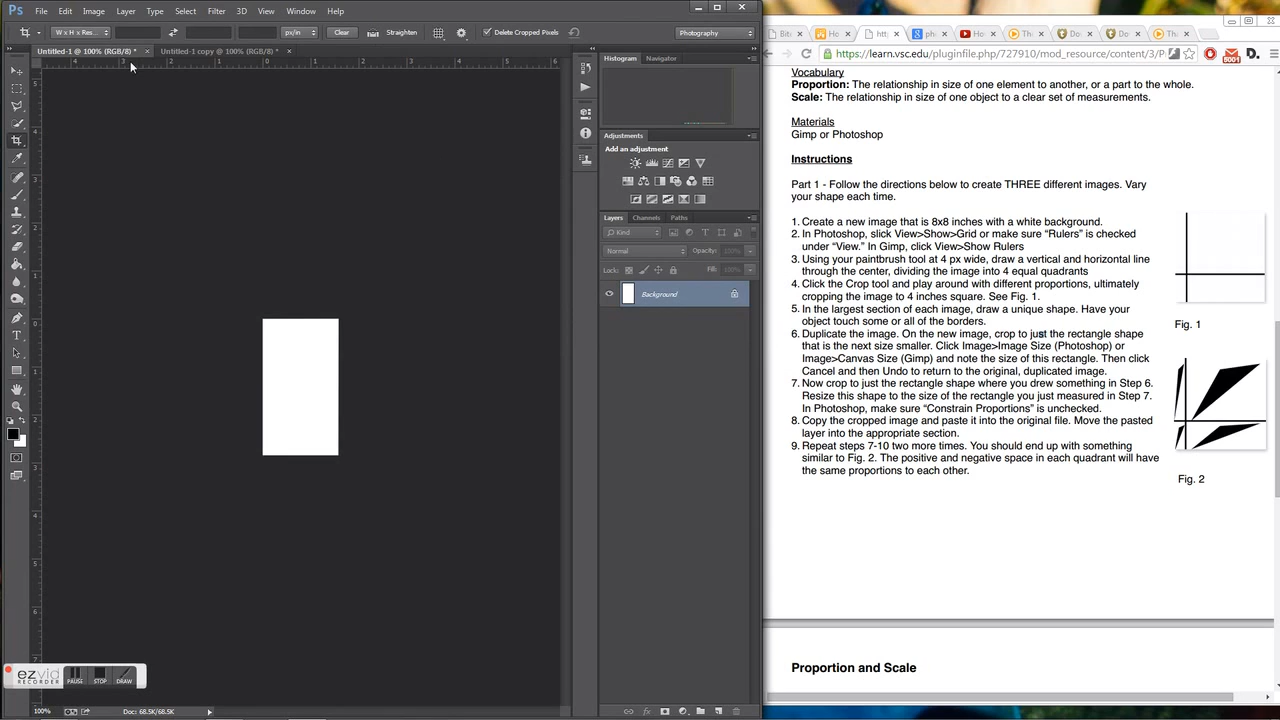 Ps File Edit Image Layer Type Select Filter 3D View Window
W x H x Res... px/in Clear Straighten Delete Cropped Pixels Photography
Untitled-1 @ 100% (RGB/8) * × Untitled-1 copy @ 100% (RGB/8) * ×
Histogram Navigator
Adjustments
Add an adjustment
Layers Channels Paths
Kind
Normal Opacity: 100%
Lock: Fill: 100%
Background
ezvid
RECORDER
PAUSE STOP DRAW
100% Doc: 68.5K/68.5K
https://learn.vsc.edu/pluginfile.php/727910/mod_resource/content/3/P
Vocabulary
Proportion: The relationship in size of one element to another, or a part to the whole.
Scale: The relationship in size of one object to a clear set of measurements.
Materials
Gimp or Photoshop
Instructions
Part 1 - Follow the directions below to create THREE different images. Vary
your shape each time.
1. Create a new image that is 8x8 inches with a white background.
2. In Photoshop, slick View>Show>Grid or make sure “Rulers” is checked
under “View.” In Gimp, click View>Show Rulers
3. Using your paintbrush tool at 4 px wide, draw a vertical and horizontal line
through the center, dividing the image into 4 equal quadrants
4. Click the Crop tool and play around with different proportions, ultimately
cropping the image to 4 inches square. See Fig. 1.
5. In the largest section of each image, draw a unique shape. Have your
object touch some or all of the borders.
6. Duplicate the image. On the new image, crop to just the rectangle shape
that is the next size smaller. Click Image>Image Size (Photoshop) or
Image>Canvas Size (Gimp) and note the size of this rectangle. Then click
Cancel and then Undo to return to the original, duplicated image.
7. Now crop to just the rectangle shape where you drew something in Step 6.
Resize this shape to the size of the rectangle you just measured in Step 7.
In Photoshop, make sure “Constrain Proportions” is unchecked.
8. Copy the cropped image and paste it into the original file. Move the pasted
layer into the appropriate section.
9. Repeat steps 7-10 two more times. You should end up with something
similar to Fig. 2. The positive and negative space in each quadrant will have
the same proportions to each other.
Fig. 1
Fig. 2
Proportion and Scale